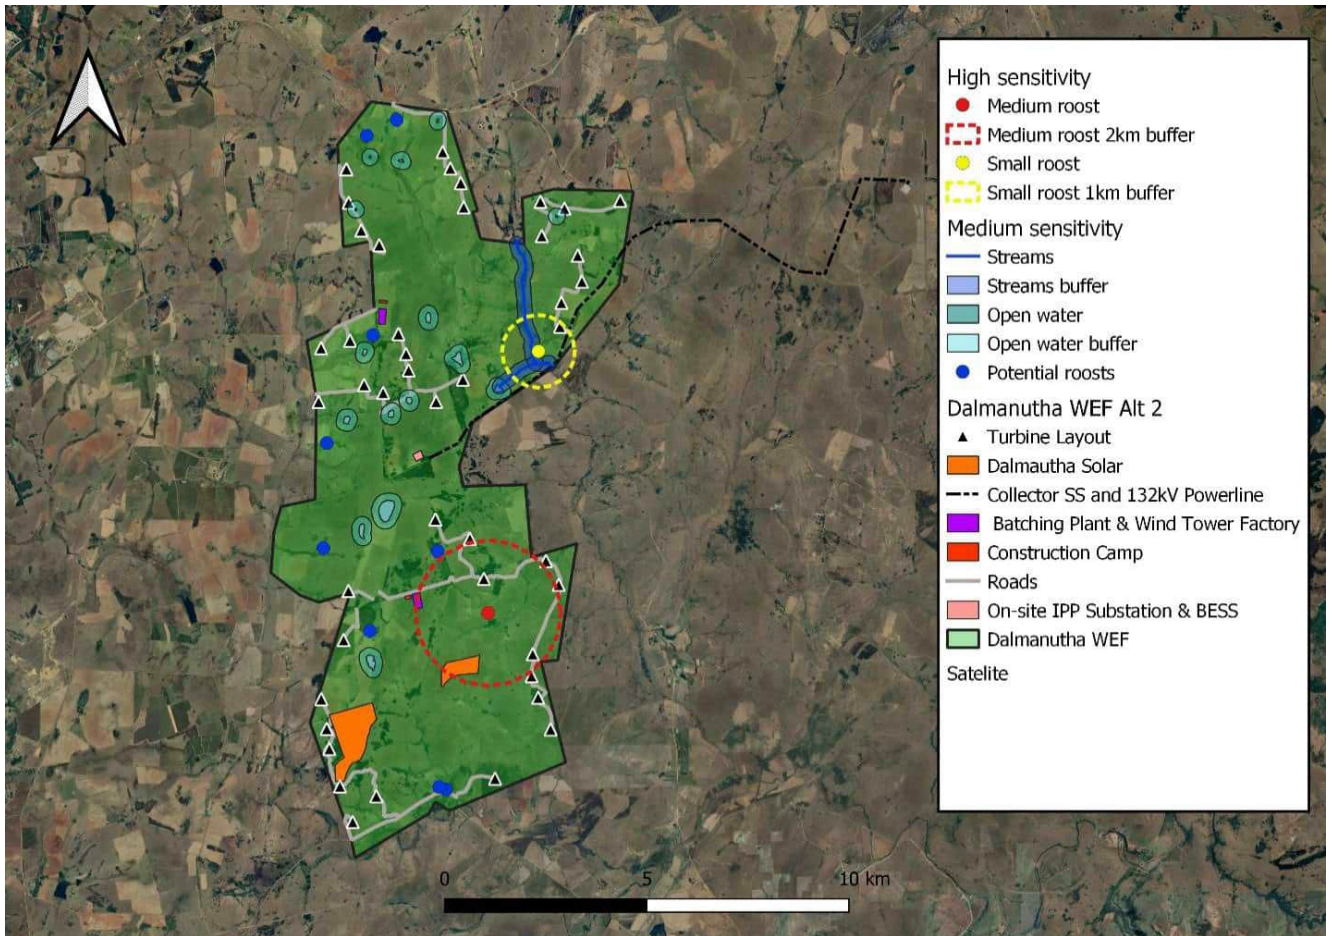 High sensitivity
Medium roost
Medium roost 2km buffer
Small roost
Small roost 1km buffer
Medium sensitivity
Streams
Streams buffer
Open water
Open water buffer
Potential roosts
Dalmanutha WEF Alt 2
Turbine Layout
Dalmautha Solar
Collector SS and 132kV Powerline
Batching Plant & Wind Tower Factory
Construction Camp
Roads
On-site IPP Substation & BESS
Dalmanutha WEF
Satelite
0 5 10 km